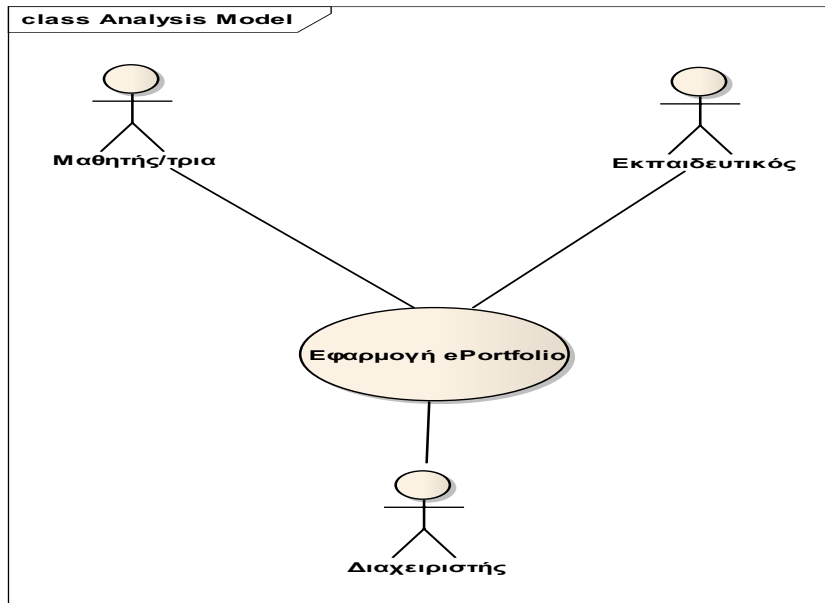 class Analysis Model
Μαθητής/τρια
Εκπαιδευτικός
Εφαρμογή ePortfolio
Διαχειριστής